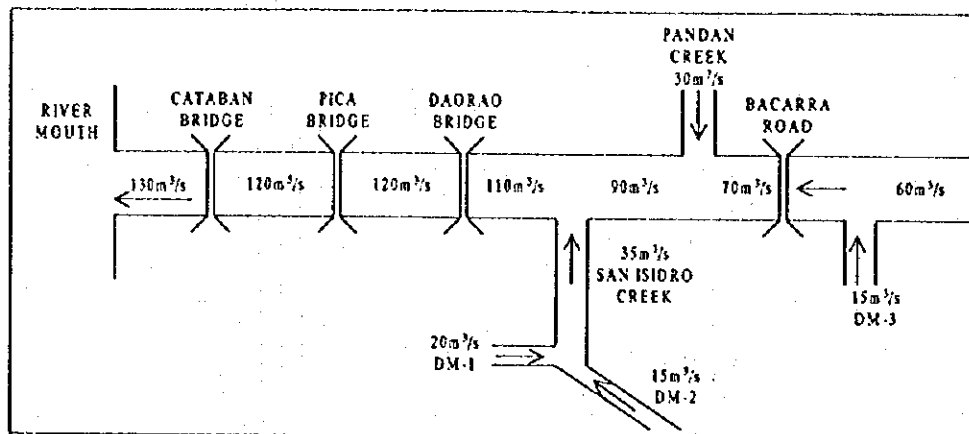 PANDAN
CREEK
30m³/s
RIVER
MOUTH
CATABAN
BRIDGE
PICA
BRIDGE
DAORAO
BRIDGE
BACARRA
ROAD
130m³/s
120m³/s
120m³/s
110m³/s
90m³/s
70m³/s
60m³/s
35m³/s
SAN ISIDRO
CREEK
15m³/s
DM-3
20m³/s
DM-1
15m³/s
DM-2